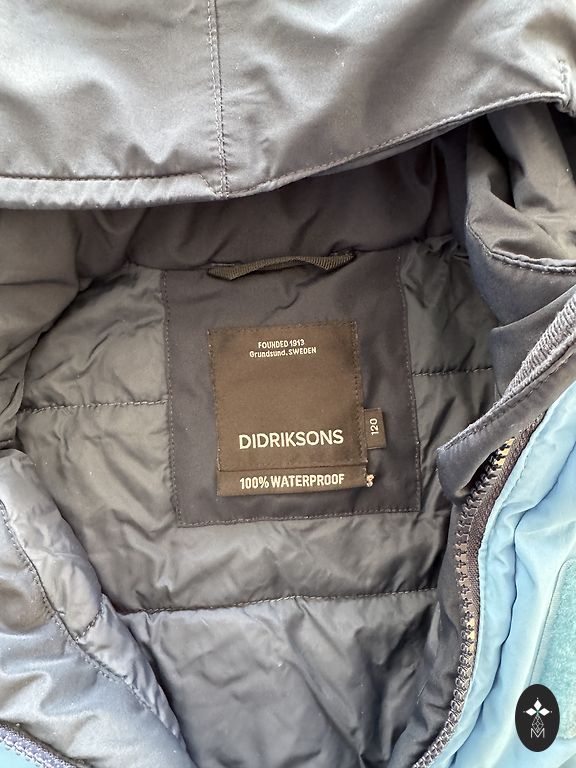 FOUNDED 1913
Grundsund, SWEDEN
DIDRIKSONS
120
100% WATERPROOF
M